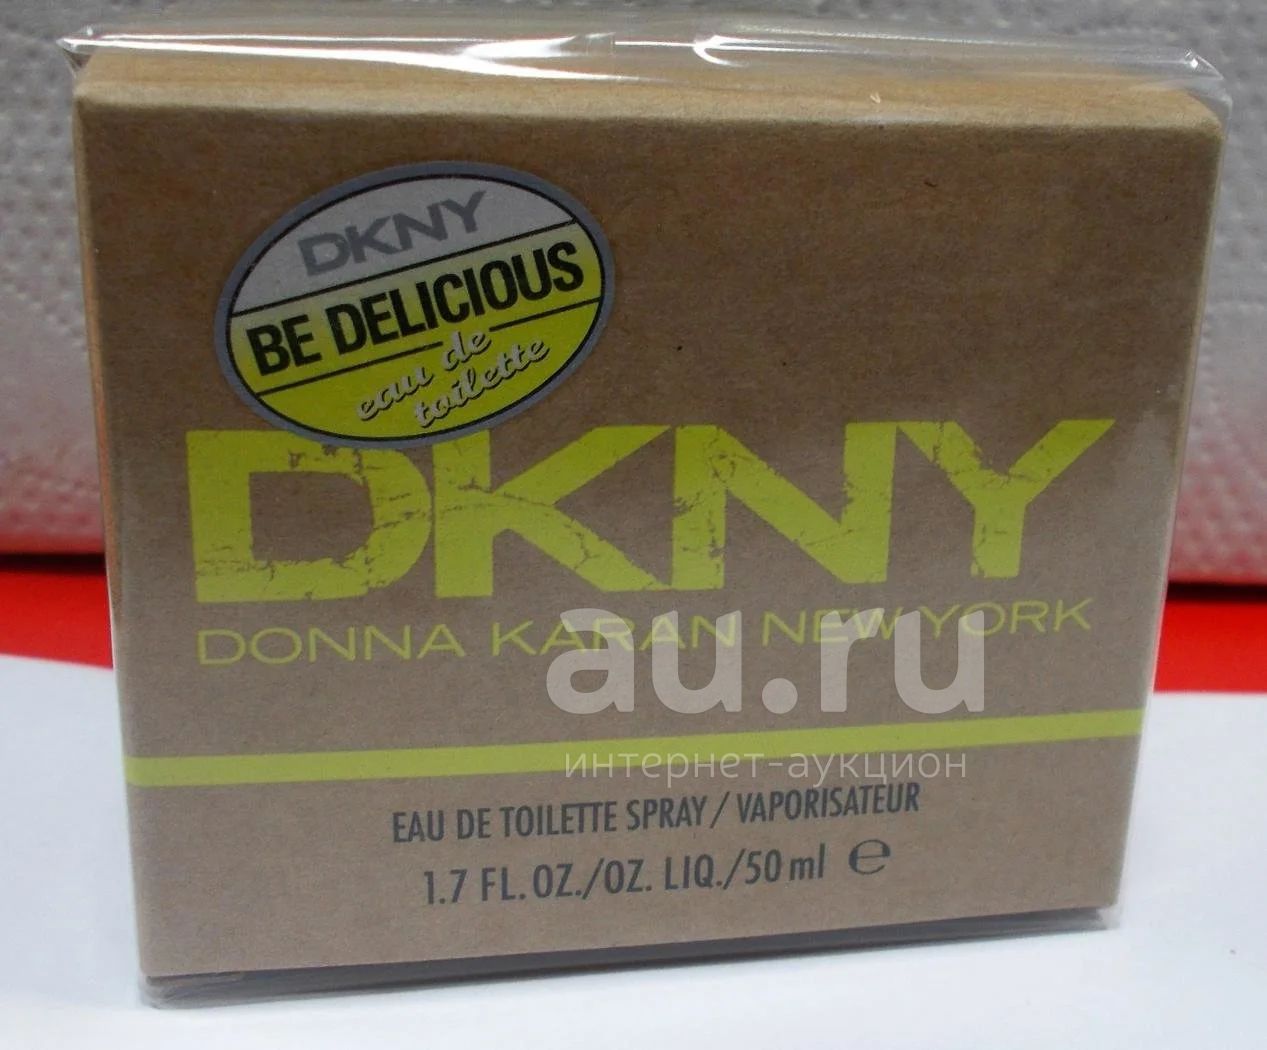 DKNY
BE DELICIOUS
eau de
toilette
DKNY
DONNA KARAN NEW YORK
au.ru
интернет-аукцион
EAU DE TOILETTE SPRAY / VAPORISATEUR
1.7 FL. OZ./OZ. LIQ./50 ml ℮